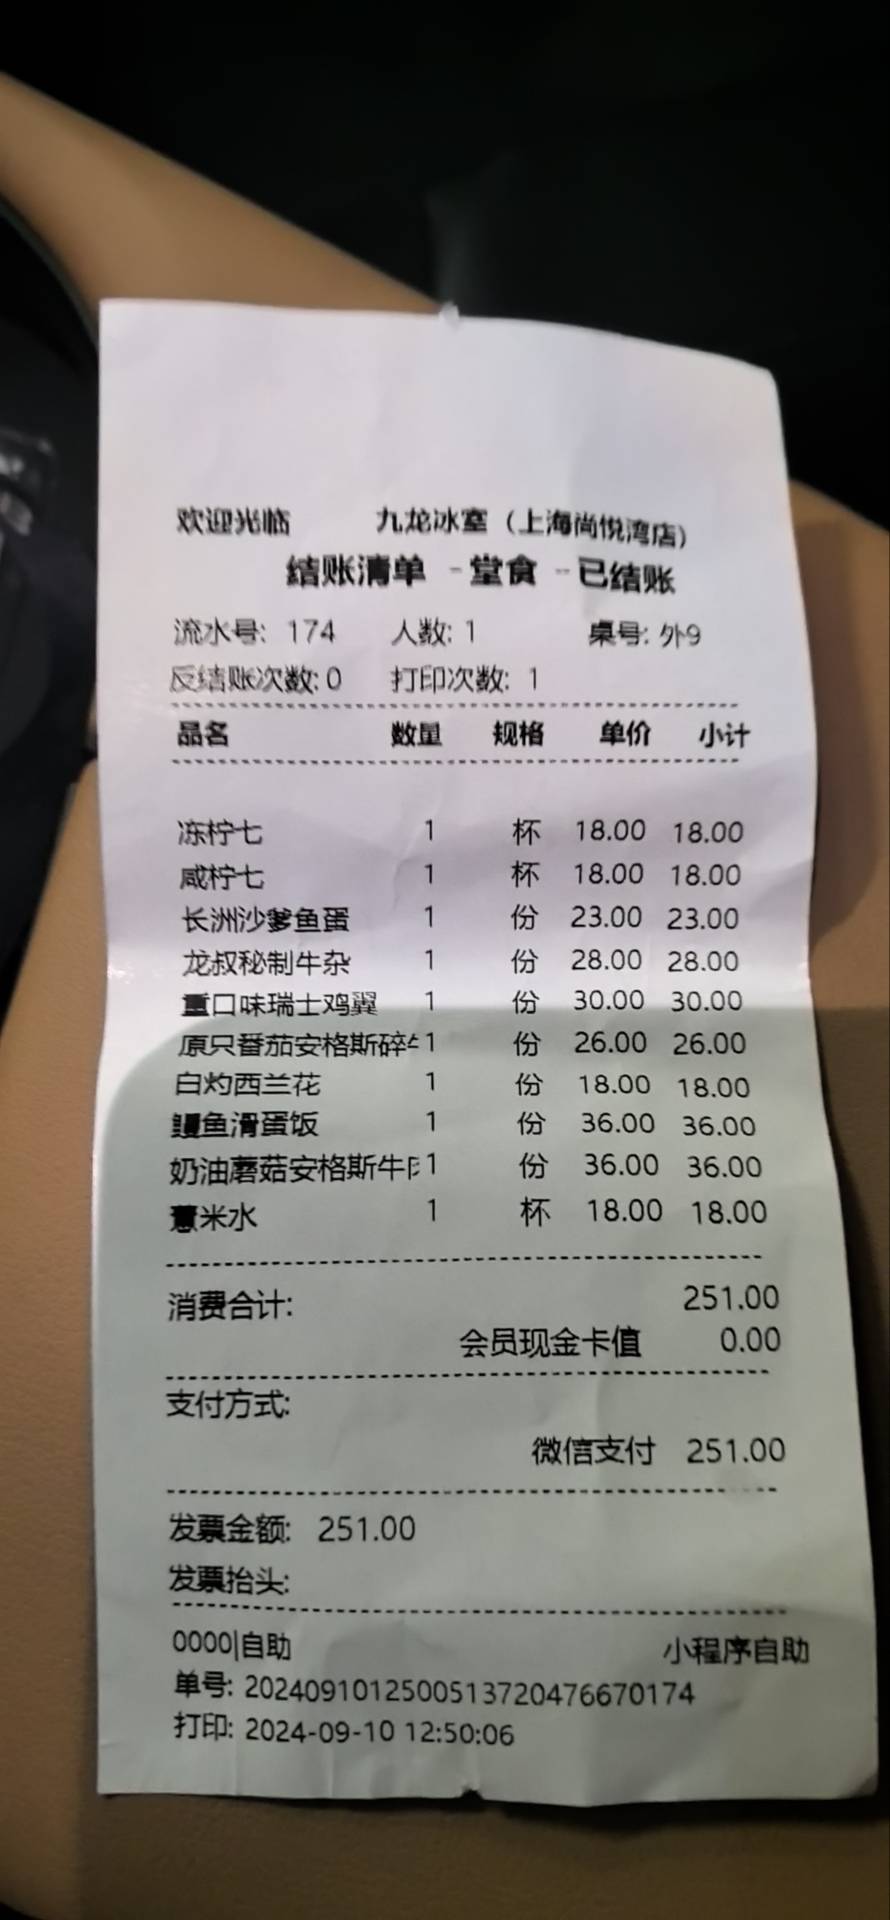 欢迎光临 九龙冰室（上海尚悦湾店）
结账清单 -堂食 -已结账
流水号: 174 人数: 1 桌号: 外9
反结账次数: 0 打印次数: 1
品名 数量 规格 单价 小计
冻柠七 1 杯 18.00 18.00
咸柠七 1 杯 18.00 18.00
长洲沙爹鱼蛋 1 份 23.00 23.00
龙叔秘制牛杂 1 份 28.00 28.00
重口味瑞士鸡翼 1 份 30.00 30.00
原只番茄安格斯碎 1 份 26.00 26.00
白灼西兰花 1 份 18.00 18.00
鳗鱼滑蛋饭 1 份 36.00 36.00
奶油蘑菇安格斯牛 1 份 36.00 36.00
薏米水 1 杯 18.00 18.00
消费合计: 251.00
会员现金卡值 0.00
支付方式:
微信支付 251.00
发票金额: 251.00
发票抬头:
0000|自助 小程序自助
单号: 20240910125005137204766​70174
打印: 2024-09-10 12:50:06